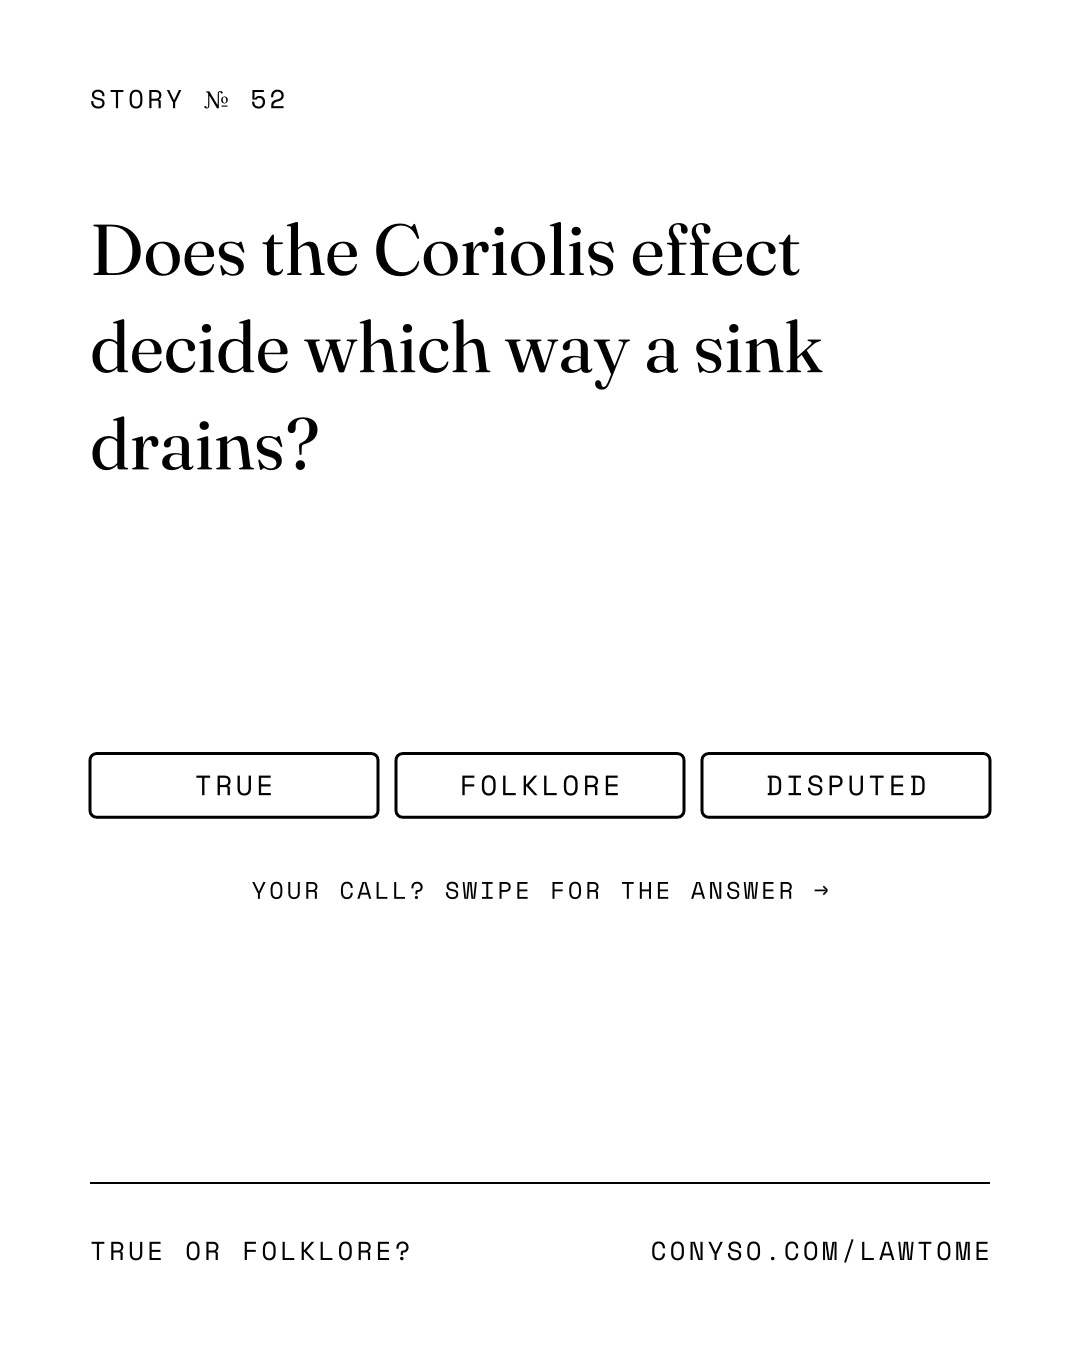 STORY № 52
Does the Coriolis effect
decide which way a sink
drains?
TRUE
FOLKLORE
DISPUTED
YOUR CALL? SWIPE FOR THE ANSWER →
TRUE OR FOLKLORE?
CONYSO.COM/LAWTOME